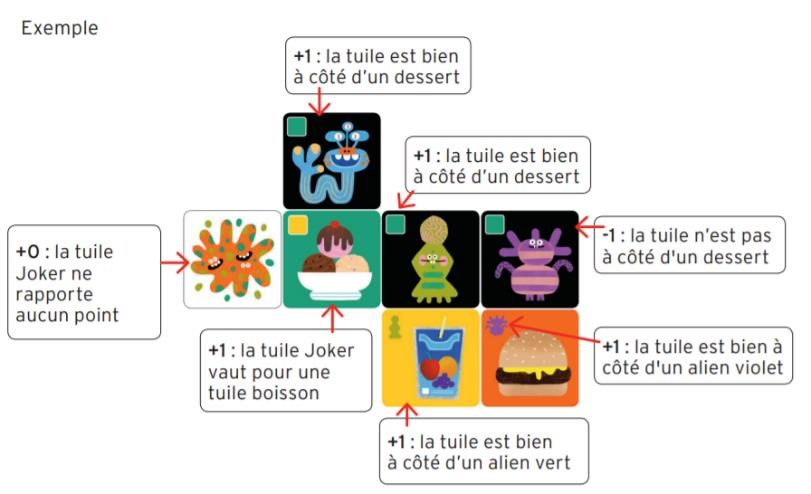 Exemple
+1 : la tuile est bien
à côté d'un dessert
+1 : la tuile est bien
à côté d'un dessert
+0 : la tuile
Joker ne
rapporte
aucun point
-1 : la tuile n'est pas
à côté d'un dessert
+1 : la tuile Joker
vaut pour une
tuile boisson
+1 : la tuile est bien à
côté d'un alien violet
+1 : la tuile est bien
à côté d'un alien vert